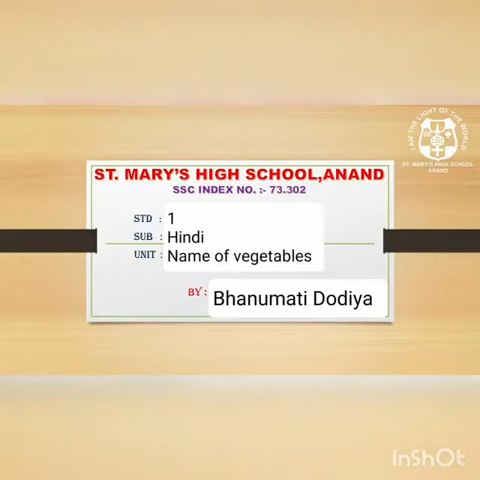 I AM THE LIGHT OF THE WORLD
ST. MARY'S HIGH SCHOOL
ANAND
ST. MARY'S HIGH SCHOOL,ANAND
SSC INDEX NO. :- 73.302
STD : 1
SUB : Hindi
UNIT : Name of vegetables
BY: Bhanumati Dodiya
InShOt